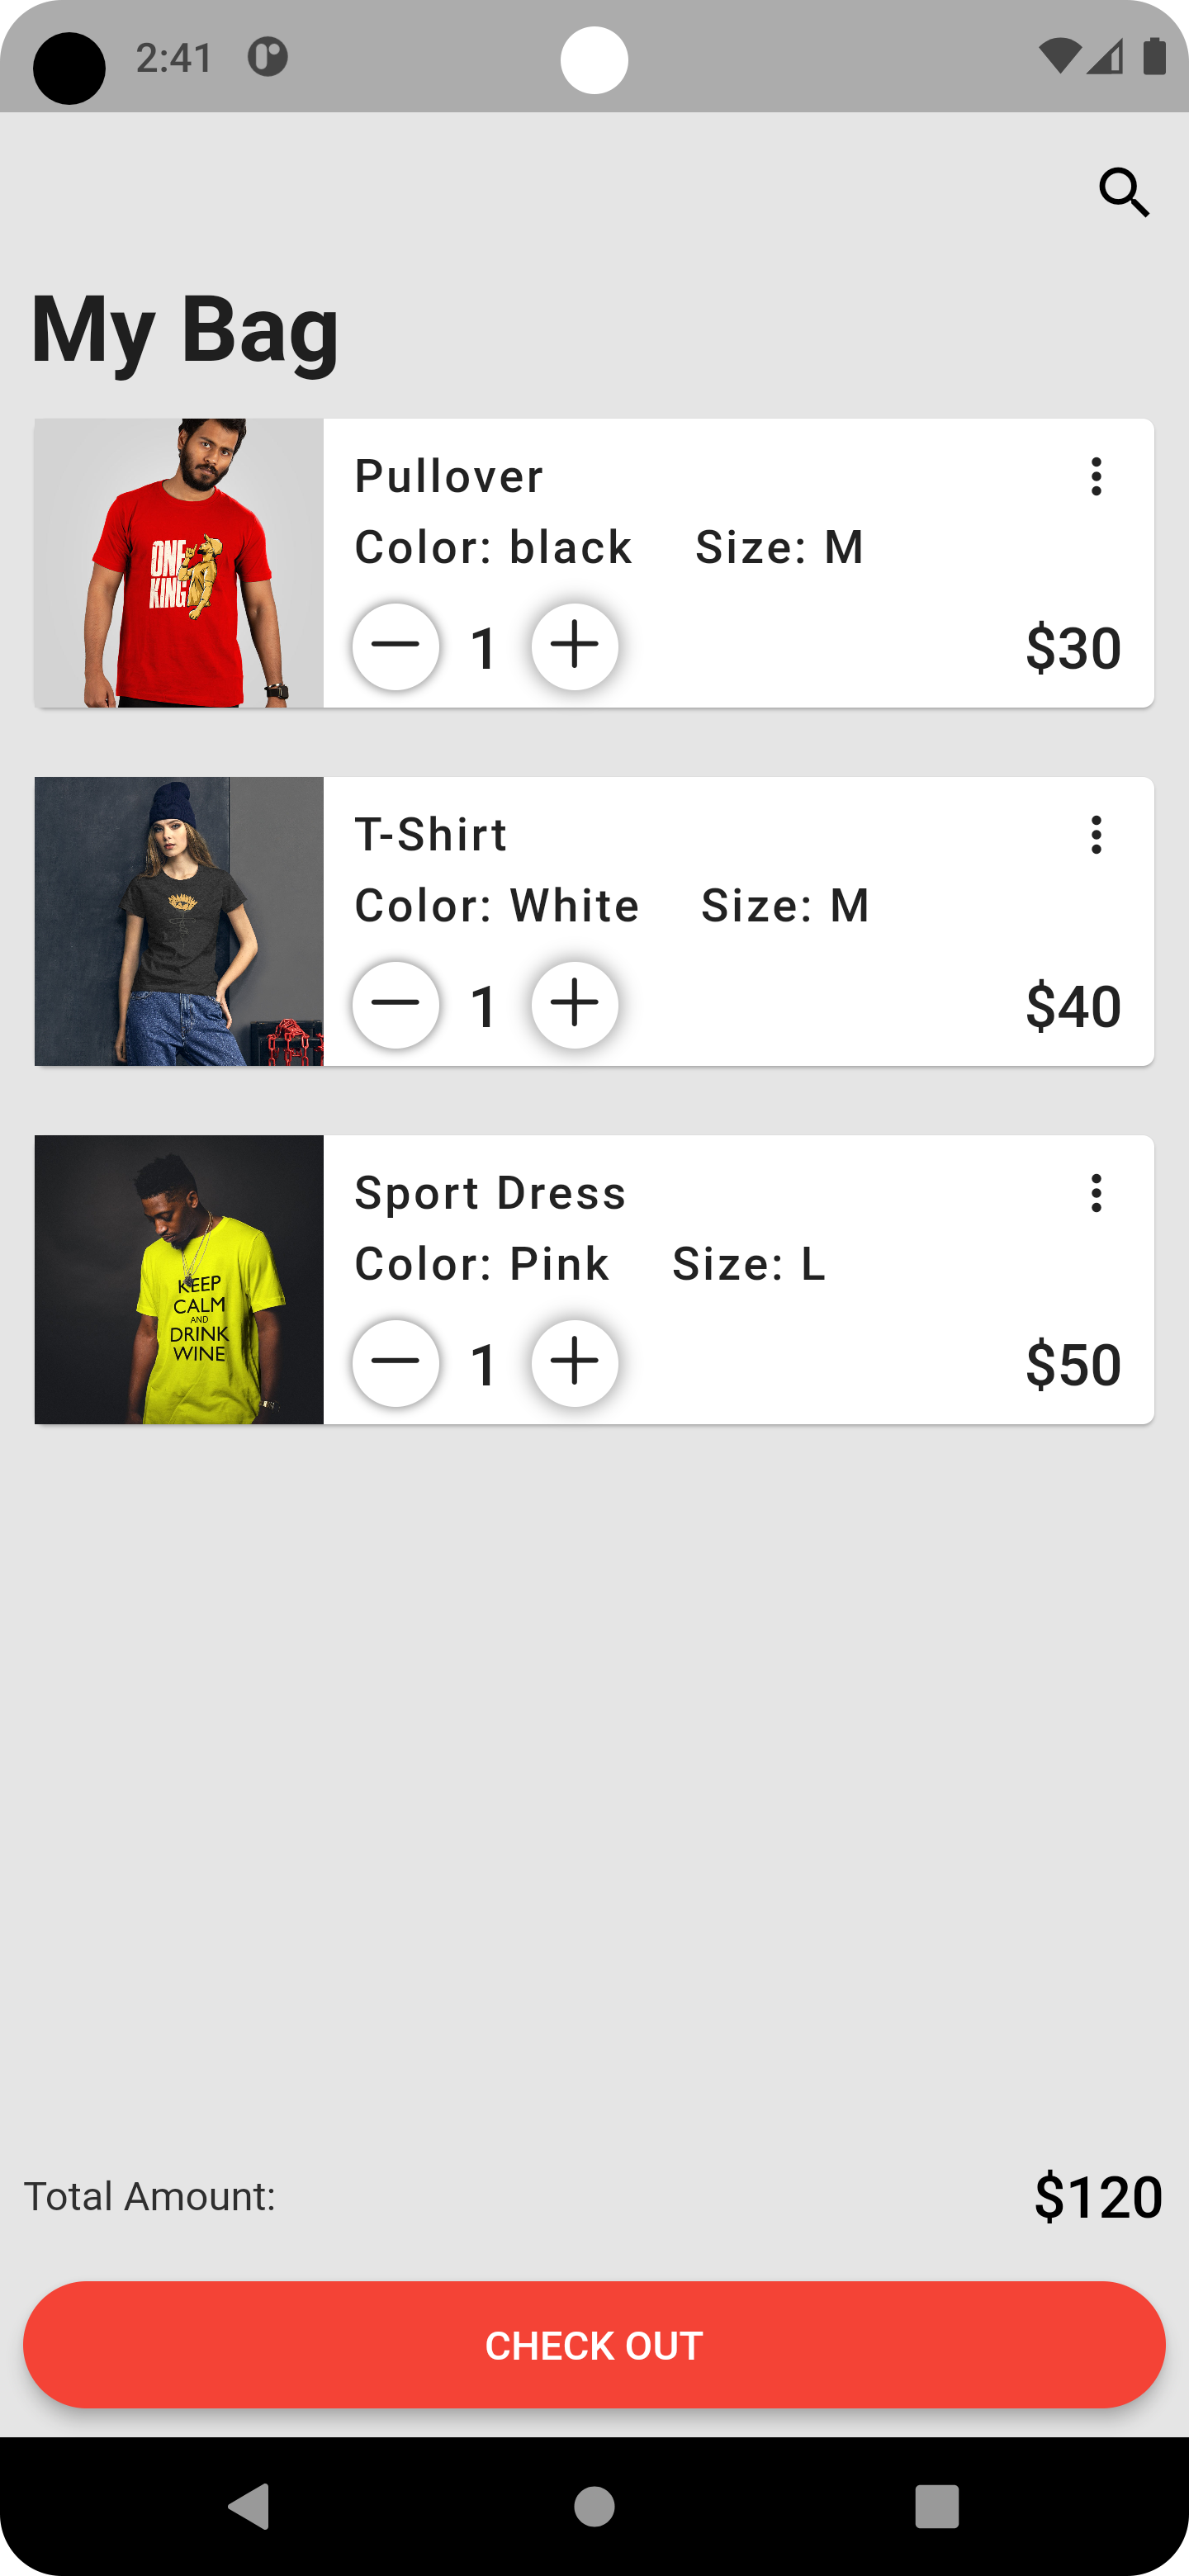 2:41
My Bag
Pullover
Color: black Size: M
1 $30
ONE
KING
T-Shirt
Color: White Size: M
1 $40
Sport Dress
Color: Pink Size: L
1 $50
KEEP
CALM
AND
DRINK
WINE
Total Amount: $120
CHECK OUT